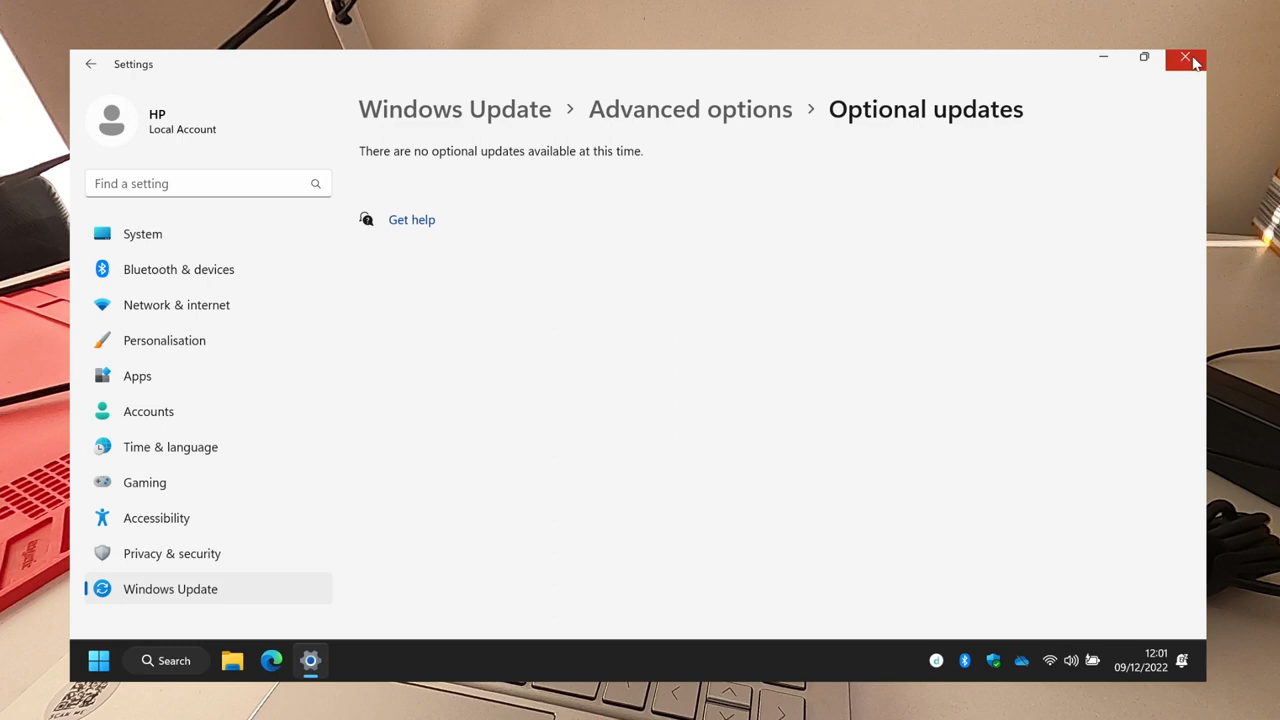 Settings
HP
Local Account
Find a setting
System
Bluetooth & devices
Network & internet
Personalisation
Apps
Accounts
Time & language
Gaming
Accessibility
Privacy & security
Windows Update
Windows Update > Advanced options > Optional updates
There are no optional updates available at this time.
Get help
Search
12:01
09/12/2022